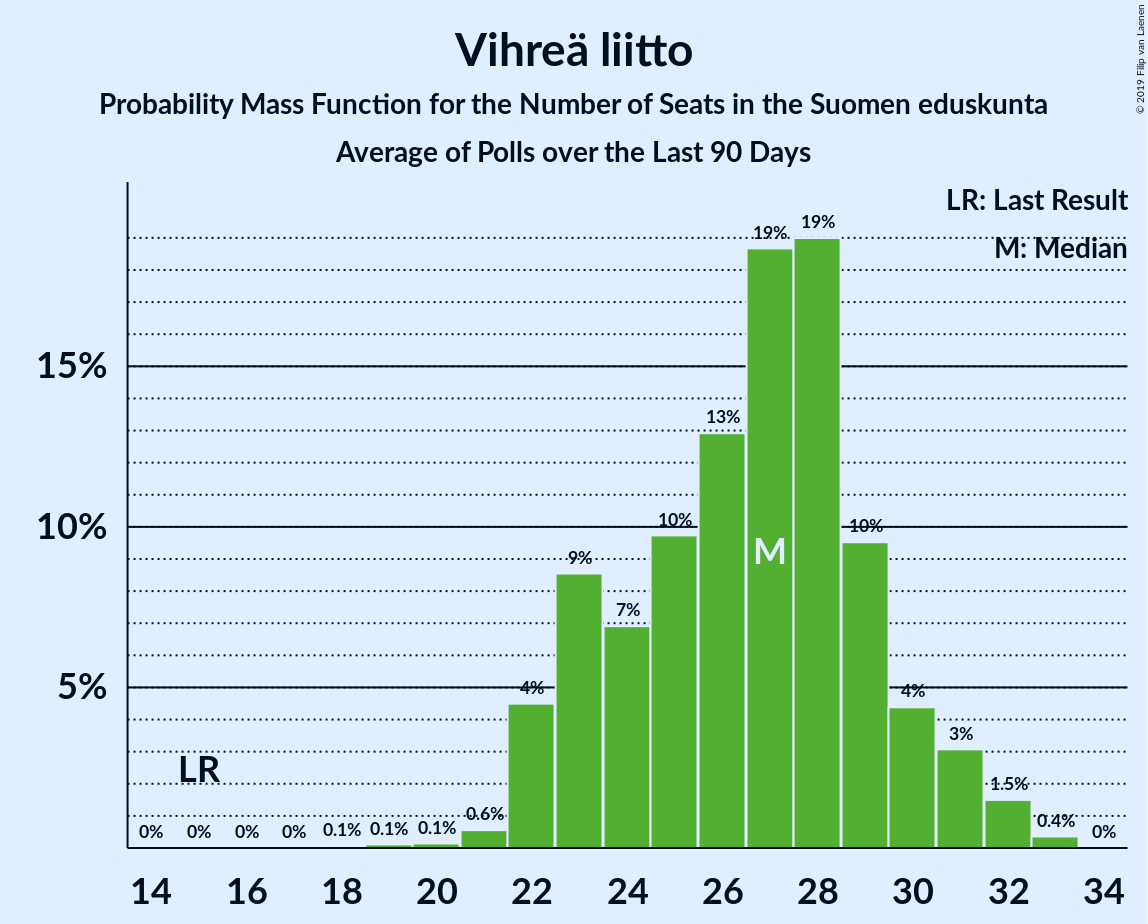 Vihreä liitto
Probability Mass Function for the Number of Seats in the Suomen eduskunta
Average of Polls over the Last 90 Days
© 2019 Filip van Laenen
LR: Last Result
M: Median
15%
10%
5%
LR
M
0%
0%
0%
0%
0.1%
0.1%
0.1%
0.6%
4%
9%
7%
10%
13%
19%
19%
10%
4%
3%
1.5%
0.4%
0%
14 16 18 20 22 24 26 28 30 32 34